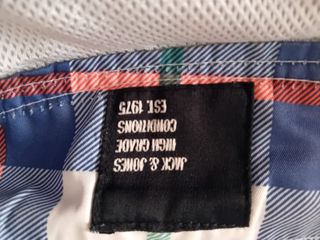 JACK & JONES
HIGH GRADE
CONDITIONS
EST. 1975